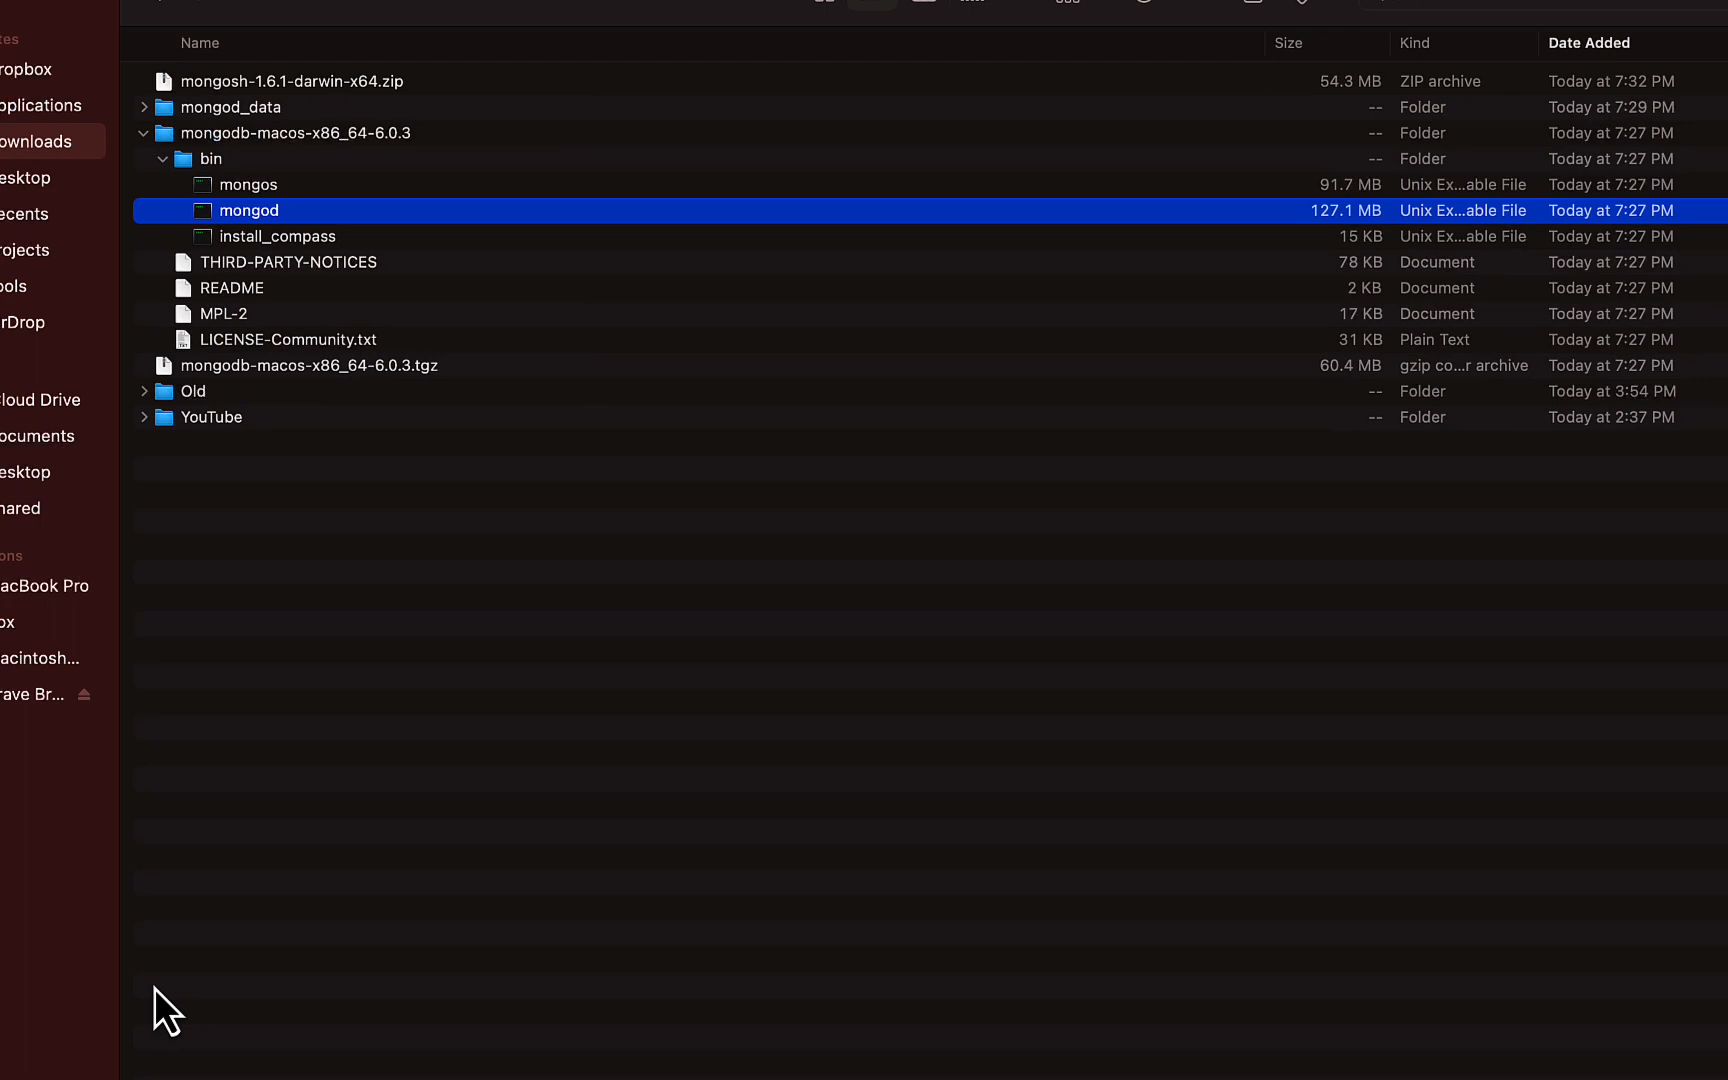 tes
ropbox
pplications
ownloads
esktop
ecents
rojects
ools
rDrop
loud Drive
ocuments
esktop
hared
ons
acBook Pro
ox
acintosh...
rave Br...
Name Size Kind Date Added
mongosh-1.6.1-darwin-x64.zip 54.3 MB ZIP archive Today at 7:32 PM
mongod_data -- Folder Today at 7:29 PM
mongodb-macos-x86_64-6.0.3 -- Folder Today at 7:27 PM
bin -- Folder Today at 7:27 PM
mongos 91.7 MB Unix Ex...able File Today at 7:27 PM
mongod 127.1 MB Unix Ex...able File Today at 7:27 PM
install_compass 15 KB Unix Ex...able File Today at 7:27 PM
THIRD-PARTY-NOTICES 78 KB Document Today at 7:27 PM
README 2 KB Document Today at 7:27 PM
MPL-2 17 KB Document Today at 7:27 PM
LICENSE-Community.txt 31 KB Plain Text Today at 7:27 PM
mongodb-macos-x86_64-6.0.3.tgz 60.4 MB gzip co...r archive Today at 7:27 PM
Old -- Folder Today at 3:54 PM
YouTube -- Folder Today at 2:37 PM